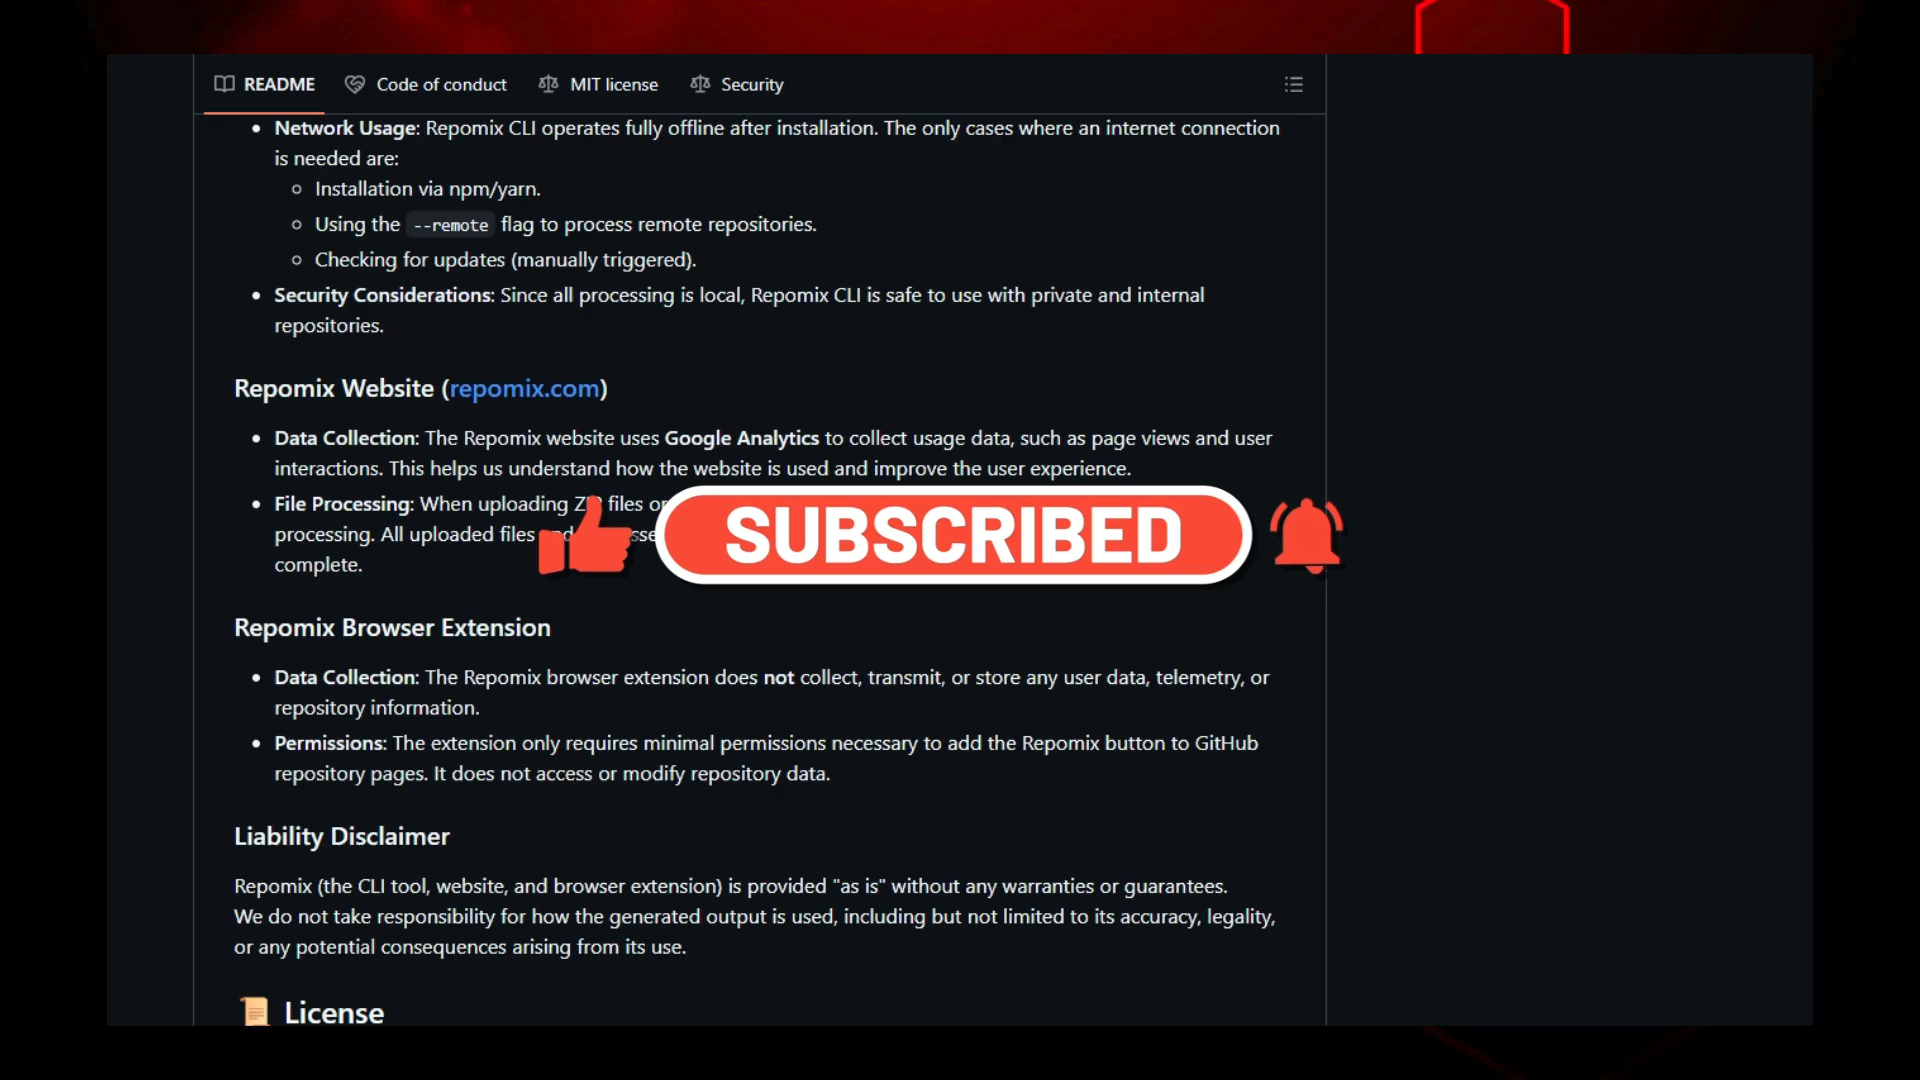 README Code of conduct MIT license Security
• Network Usage: Repomix CLI operates fully offline after installation. The only cases where an internet connection
is needed are:
○ Installation via npm/yarn.
○ Using the --remote flag to process remote repositories.
○ Checking for updates (manually triggered).
• Security Considerations: Since all processing is local, Repomix CLI is safe to use with private and internal
repositories.
Repomix Website (repomix.com)
• Data Collection: The Repomix website uses Google Analytics to collect usage data, such as page views and user
interactions. This helps us understand how the website is used and improve the user experience.
• File Processing: When uploading ZIP files or
processing. All uploaded files
complete.
SUBSCRIBED
Repomix Browser Extension
• Data Collection: The Repomix browser extension does not collect, transmit, or store any user data, telemetry, or
repository information.
• Permissions: The extension only requires minimal permissions necessary to add the Repomix button to GitHub
repository pages. It does not access or modify repository data.
Liability Disclaimer
Repomix (the CLI tool, website, and browser extension) is provided "as is" without any warranties or guarantees.
We do not take responsibility for how the generated output is used, including but not limited to its accuracy, legality,
or any potential consequences arising from its use.
License